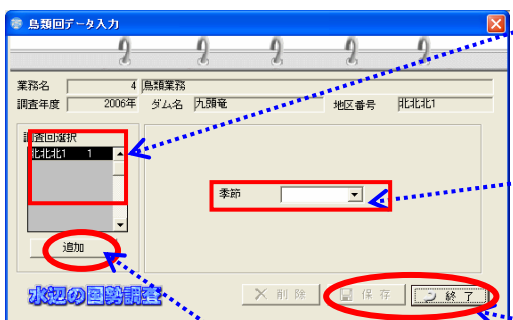 鳥類回データ入力
業務名 4 鳥類業務
調査年度 2006年 ダム名 九頭竜 地区番号 北北北1
調査回選択
北北北1 1
季節
追加
水辺の国勢調査 削除 保存 終了